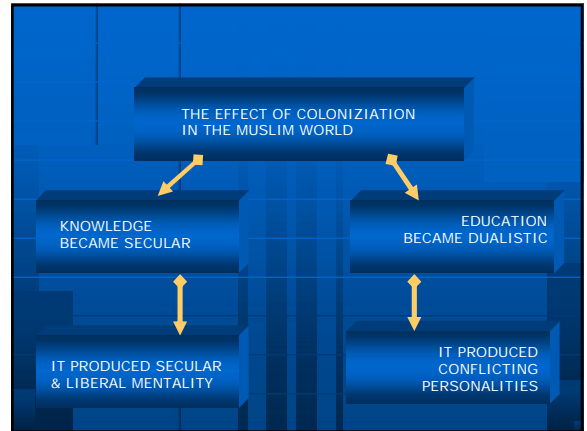 THE EFFECT OF COLONIZIATION
IN THE MUSLIM WORLD
KNOWLEDGE
BECAME SECULAR
EDUCATION
BECAME DUALISTIC
IT PRODUCED SECULAR
& LIBERAL MENTALITY
IT PRODUCED
CONFLICTING
PERSONALITIES